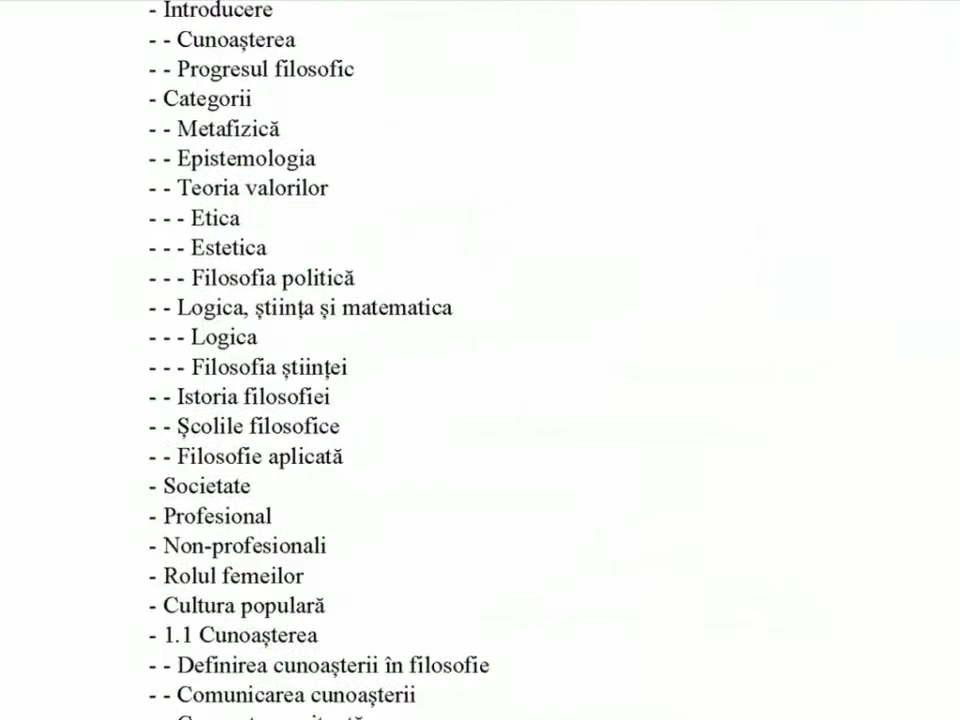 - Introducere
- - Cunoașterea
- - Progresul filosofic
- Categorii
- - Metafizică
- - Epistemologia
- - Teoria valorilor
- - - Etica
- - - Estetica
- - - Filosofia politică
- - Logica, știința și matematica
- - - Logica
- - - Filosofia științei
- - Istoria filosofiei
- - Școlile filosofice
- - Filosofie aplicată
- Societate
- Profesional
- Non-profesionali
- Rolul femeilor
- Cultura populară
- 1.1 Cunoașterea
- - Definirea cunoașterii în filosofie
- - Comunicarea cunoașterii